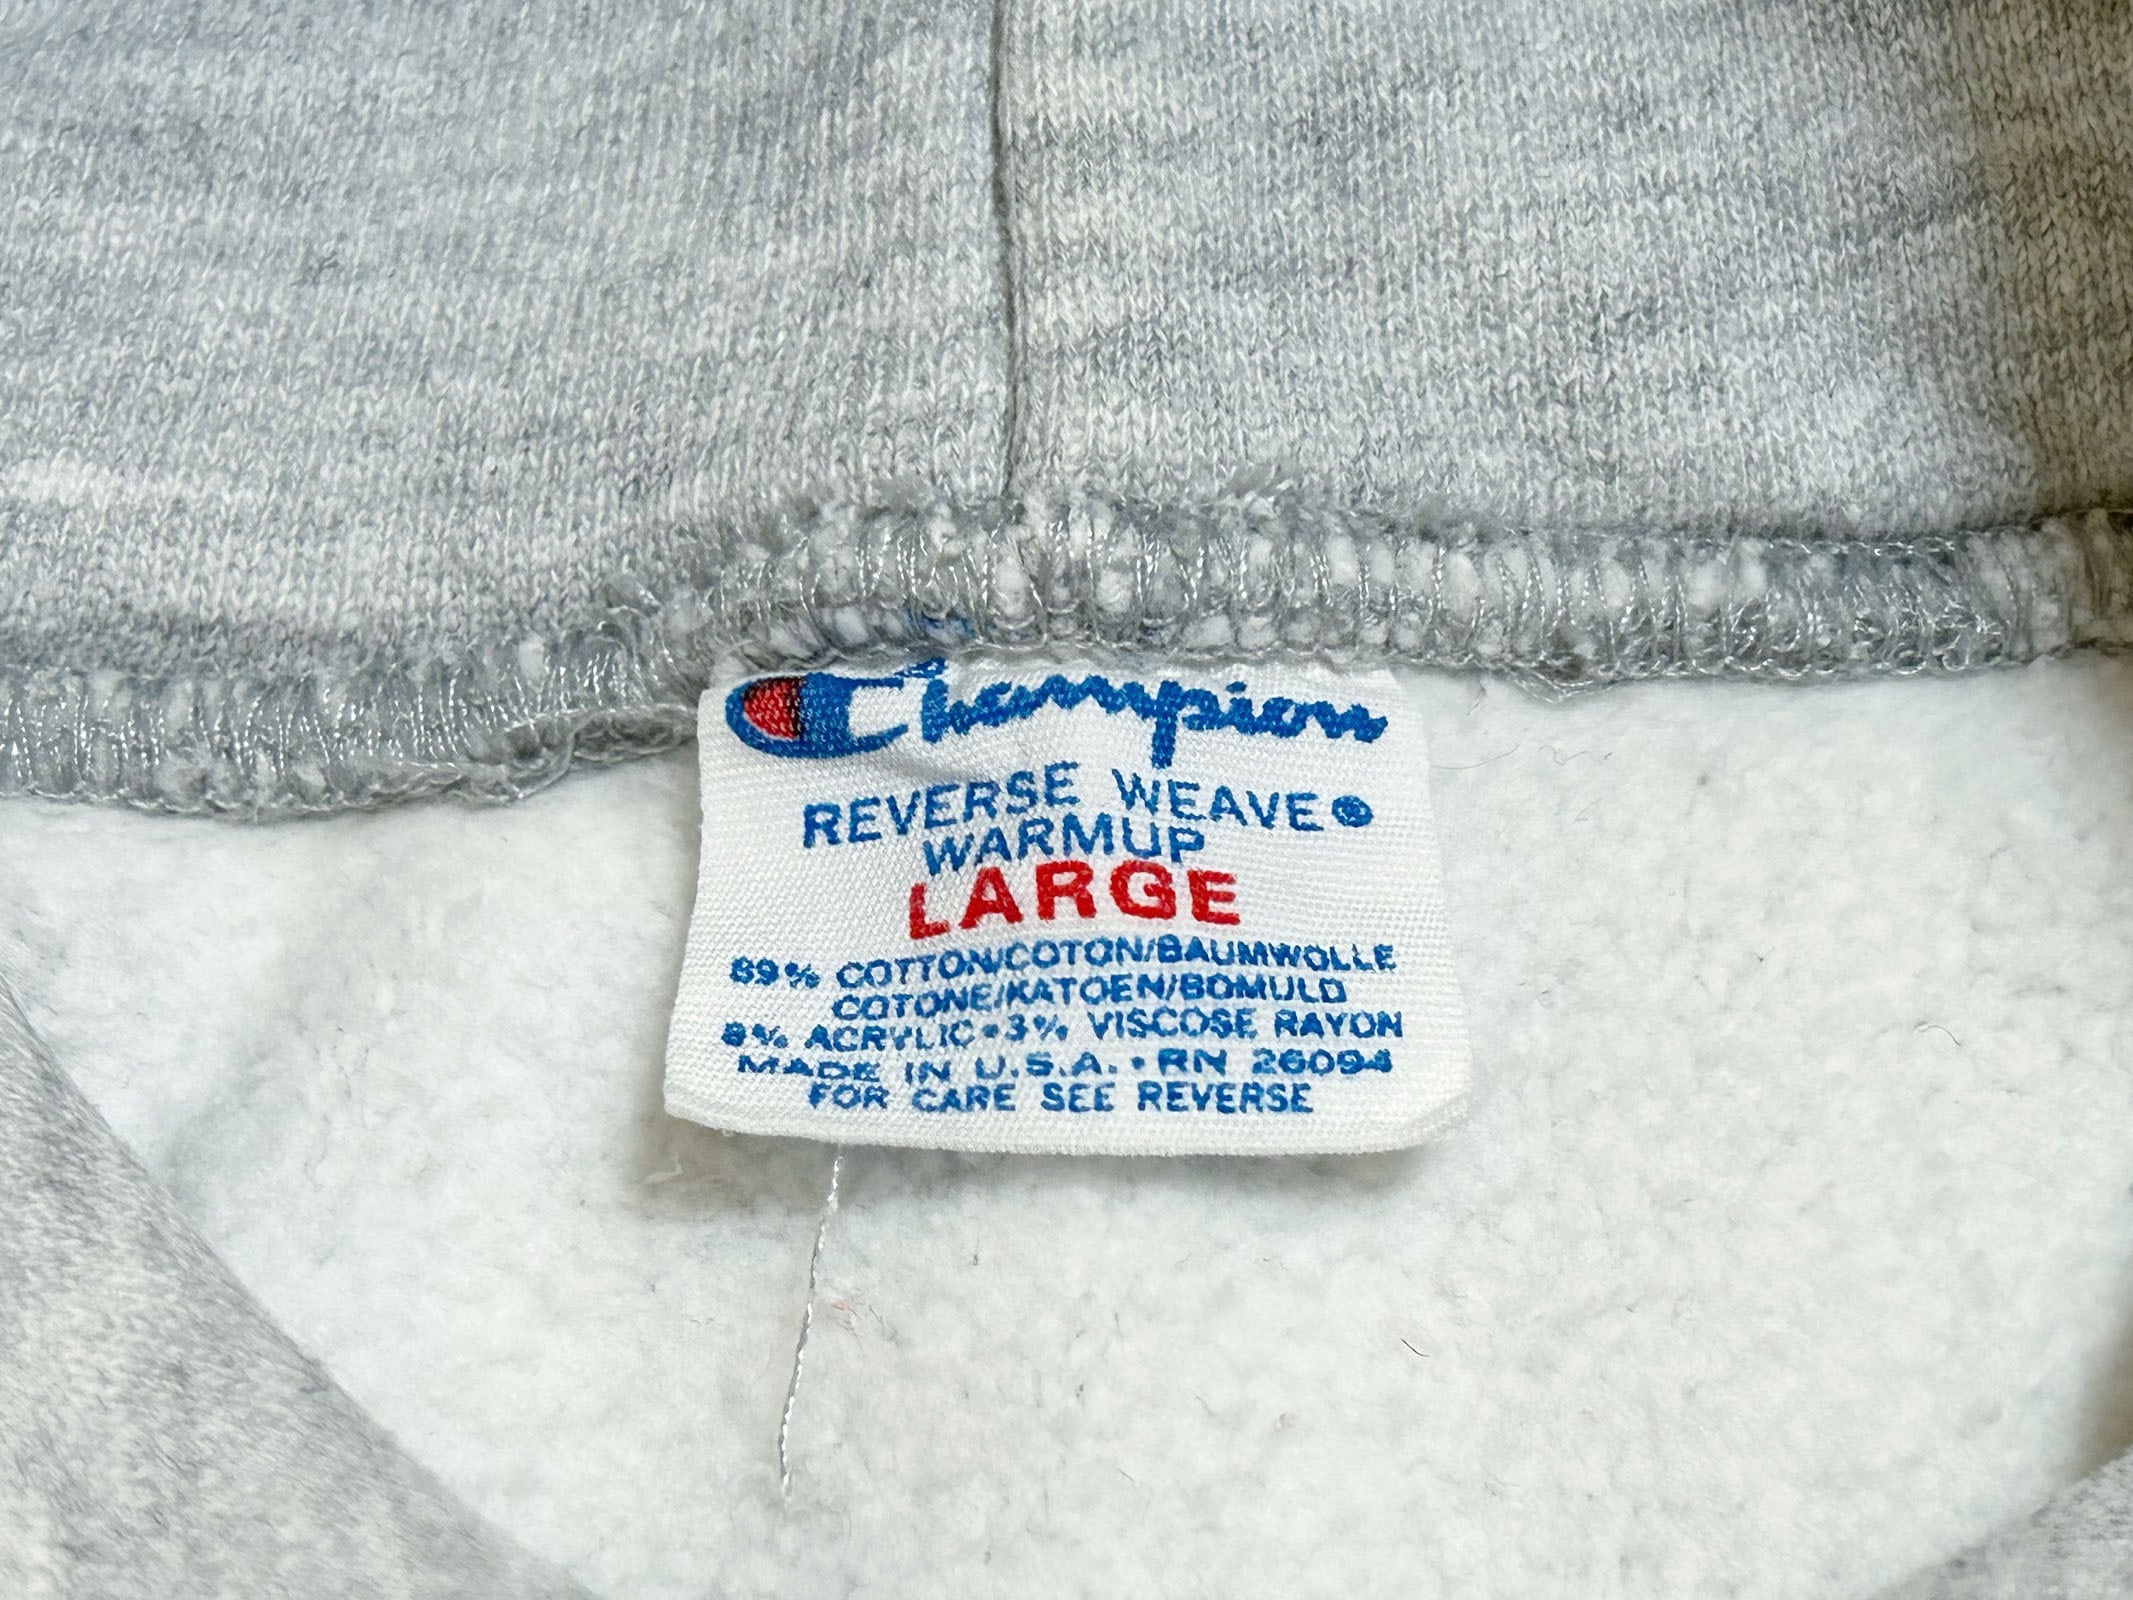 Champion
REVERSE WEAVE®
WARMUP
LARGE
89% COTTON/COTON/BAUMWOLLE
COTONE/KATOEN/BOMULD
8% ACRYLIC•3% VISCOSE RAYON
MADE IN U.S.A. • RN 26094
FOR CARE SEE REVERSE